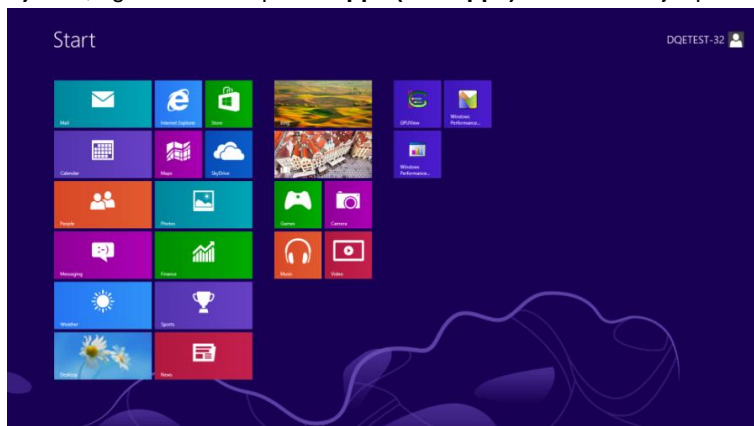 Start
DQETEST-32
Mail
Internet Explorer
Store
Bing
GPUView
Windows
Performance...
Calendar
Maps
SkyDrive
Windows
Performance...
People
Photos
Games
Camera
Messaging
Finance
Music
Video
Weather
Sports
Desktop
News